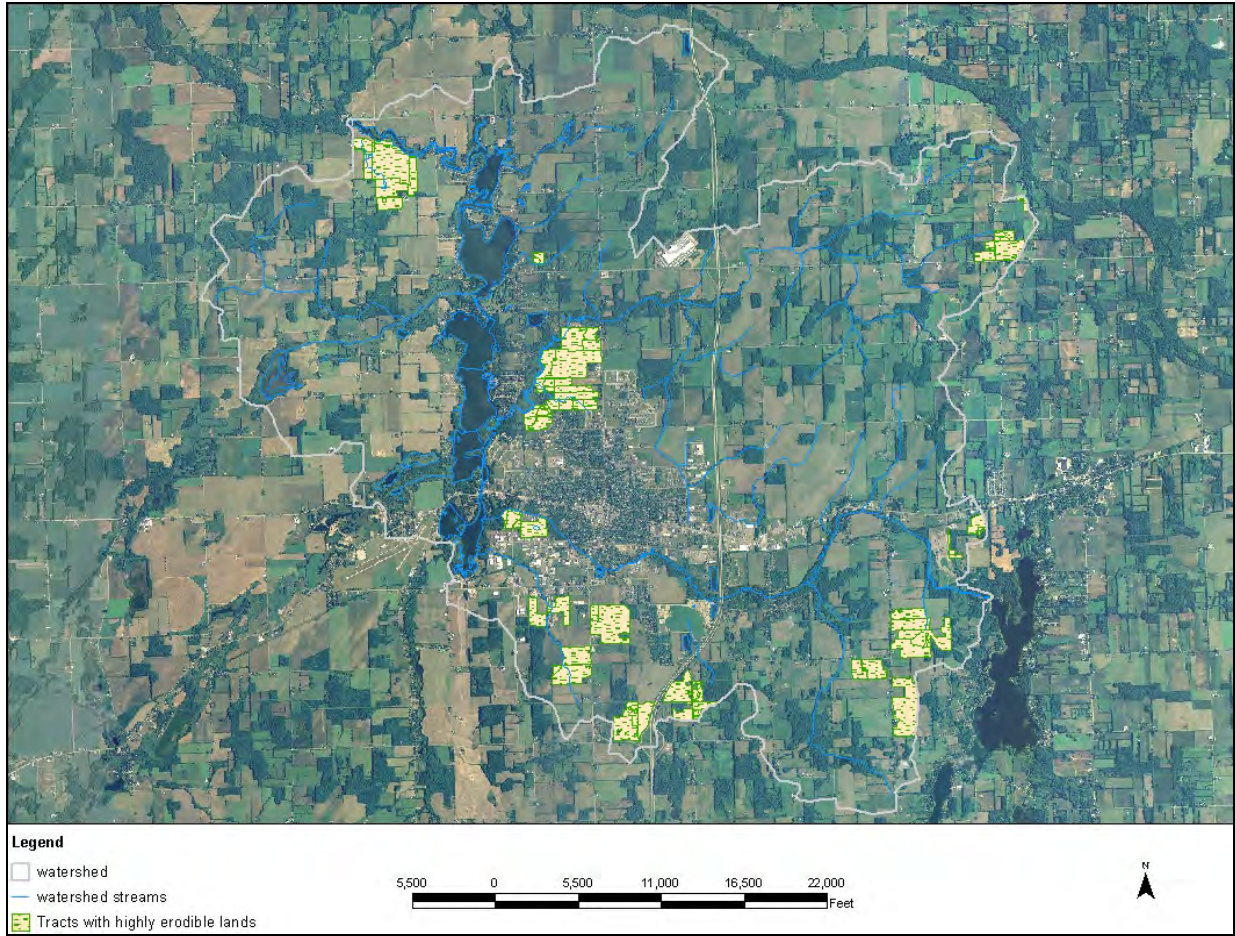 Legend
watershed
watershed streams
Tracts with highly erodible lands
5,500 0 5,500 11,000 16,500 22,000
Feet
N